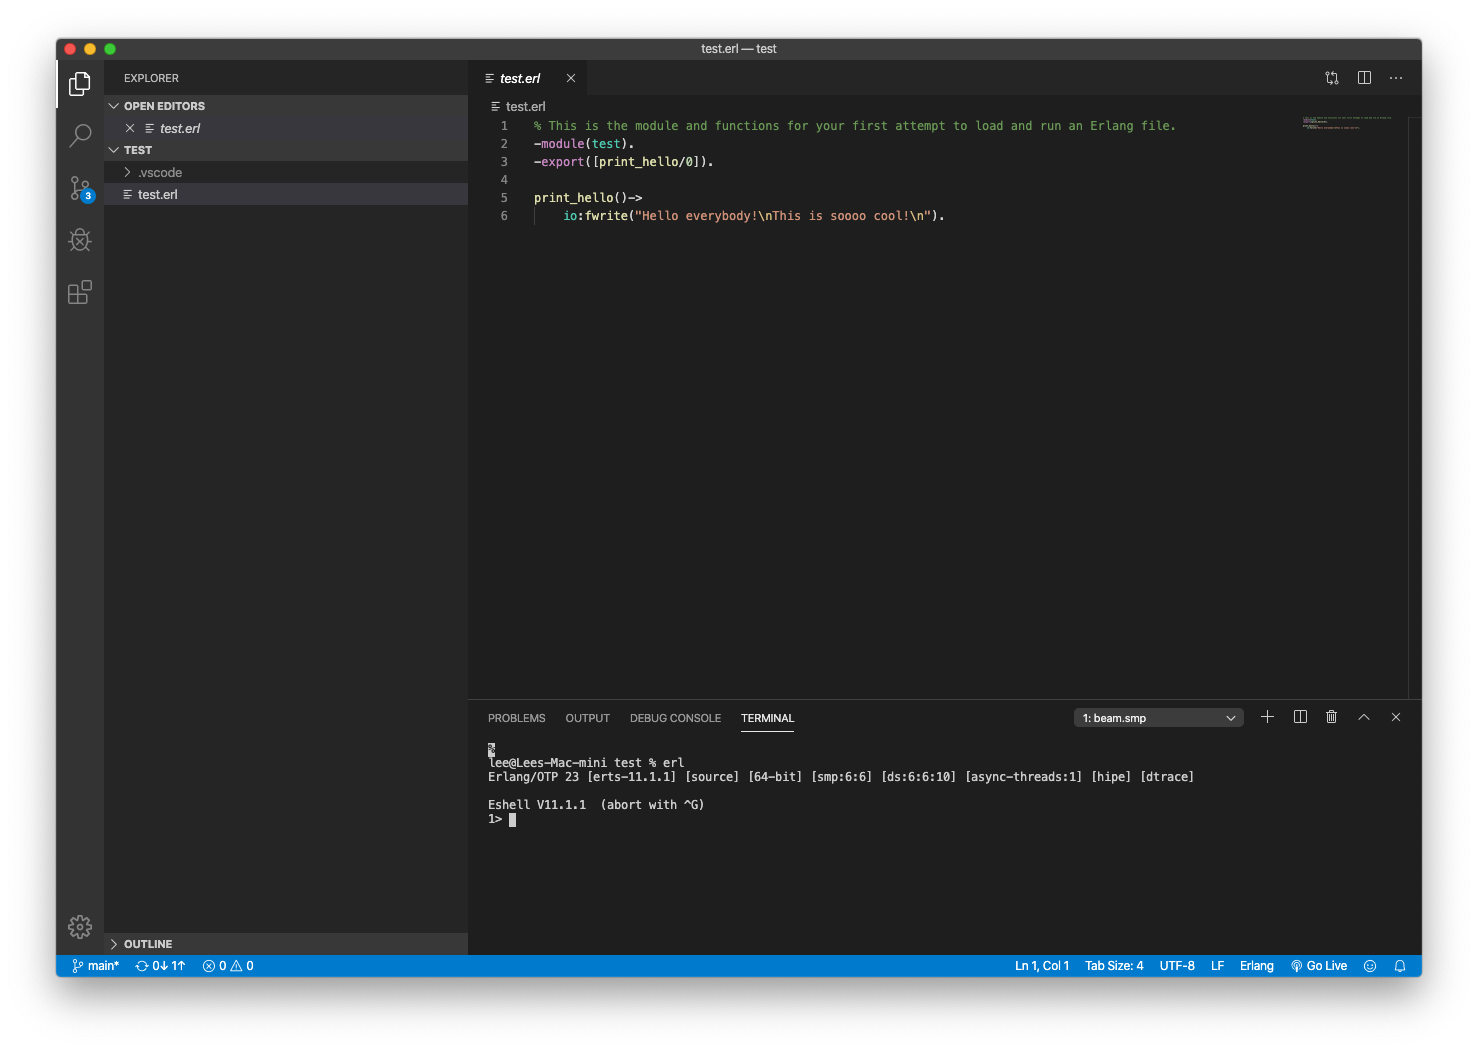 test.erl — test
EXPLORER
OPEN EDITORS
test.erl
TEST
.vscode
test.erl
3
OUTLINE
test.erl
test.erl
1 % This is the module and functions for your first attempt to load and run an Erlang file.
2 -module(test).
3 -export([print_hello/0]).
4
5 print_hello()->
6 io:fwrite("Hello everybody!\nThis is soooo cool!\n").
PROBLEMS OUTPUT DEBUG CONSOLE TERMINAL 1: beam.smp
%
lee@Lees-Mac-mini test % erl
Erlang/OTP 23 [erts-11.1.1] [source] [64-bit] [smp:6:6] [ds:6:6:10] [async-threads:1] [hipe] [dtrace]
Eshell V11.1.1  (abort with ^G)
1>
main* 0↓ 1↑ 0 0 Ln 1, Col 1 Tab Size: 4 UTF-8 LF Erlang Go Live